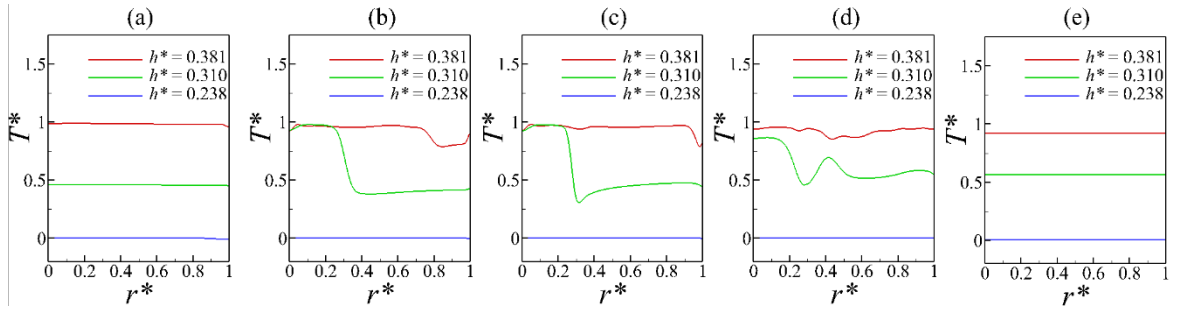 (a)
h* = 0.381
h* = 0.310
h* = 0.238
1.5
1
0.5
0
T*
0 0.2 0.4 0.6 0.8 1
r*
(b)
h* = 0.381
h* = 0.310
h* = 0.238
1.5
1
0.5
0
T*
0 0.2 0.4 0.6 0.8 1
r*
(c)
h* = 0.381
h* = 0.310
h* = 0.238
1.5
1
0.5
0
T*
0 0.2 0.4 0.6 0.8 1
r*
(d)
h* = 0.381
h* = 0.310
h* = 0.238
1.5
1
0.5
0
T*
0 0.2 0.4 0.6 0.8 1
r*
(e)
h* = 0.381
h* = 0.310
h* = 0.238
1.5
1
0.5
0
T*
0 0.2 0.4 0.6 0.8 1
r*